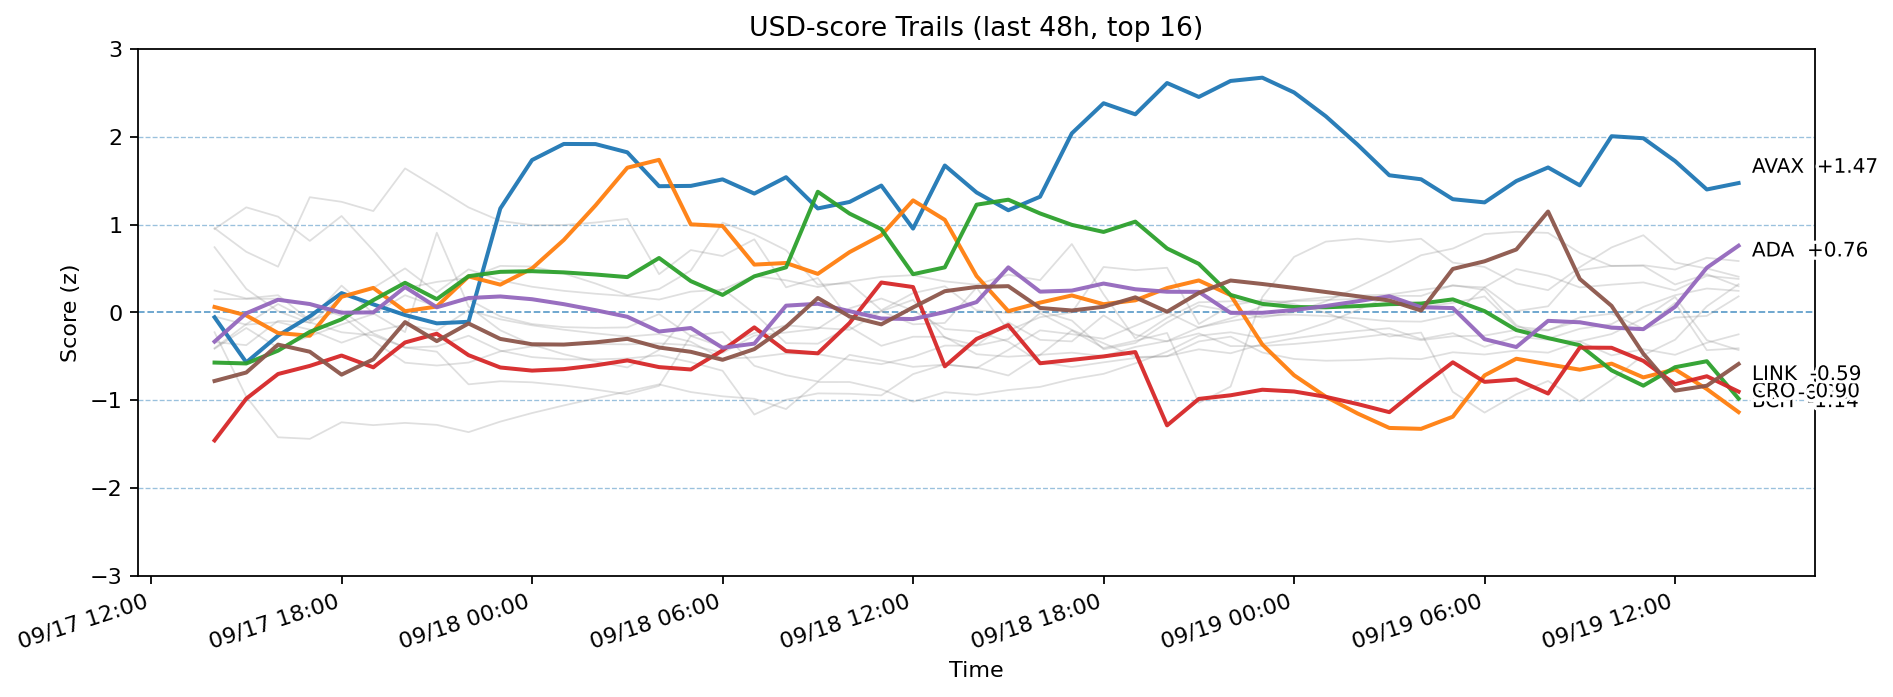 USD-score Trails (last 48h, top 16)
3
2
1
0
−1
−2
−3
Score (z)
AVAX +1.47
ADA +0.76
LINK -0.59
CRO -0.90
BCH -1.14
09/17 12:00
09/17 18:00
09/18 00:00
09/18 06:00
09/18 12:00
09/18 18:00
09/19 00:00
09/19 06:00
09/19 12:00
Time